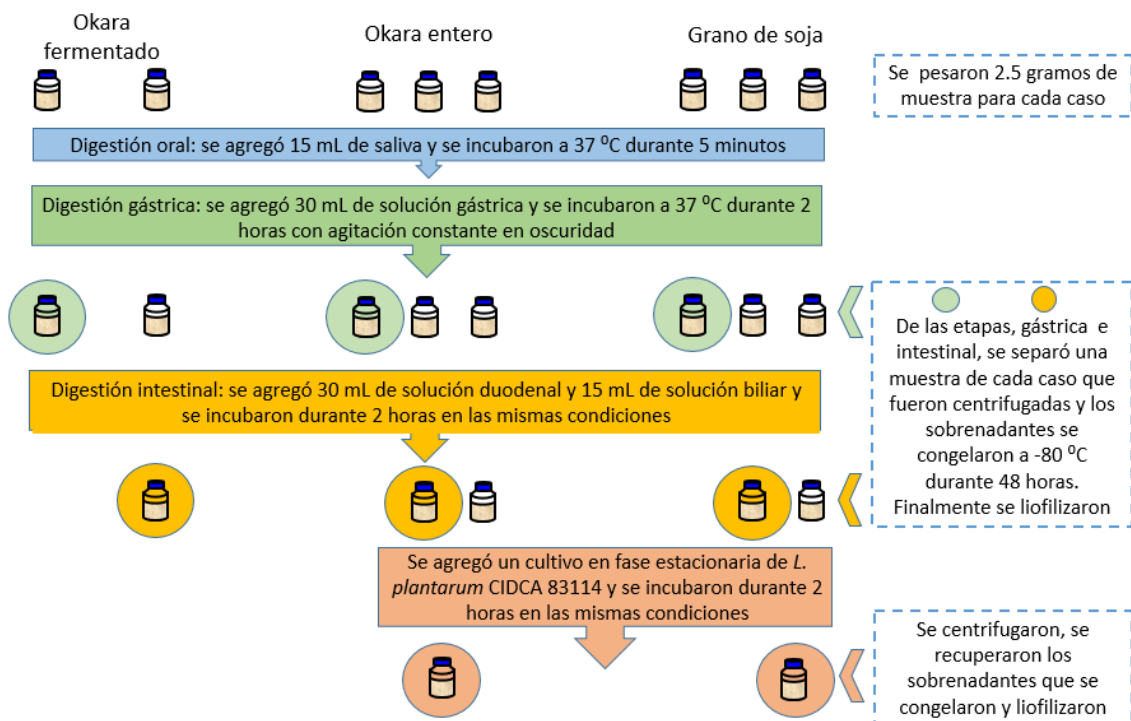 Okara
fermentado
Okara entero
Grano de soja
Se pesaron 2.5 gramos de
muestra para cada caso
Digestión oral: se agregó 15 mL de saliva y se incubaron a 37 ⁰C durante 5 minutos
Digestión gástrica: se agregó 30 mL de solución gástrica y se incubaron a 37 ⁰C durante 2
horas con agitación constante en oscuridad
De las etapas, gástrica e
intestinal, se separó una
muestra de cada caso que
fueron centrifugadas y los
sobrenadantes se
congelaron a -80 ⁰C
durante 48 horas.
Finalmente se liofilizaron
Digestión intestinal: se agregó 30 mL de solución duodenal y 15 mL de solución biliar y
se incubaron durante 2 horas en las mismas condiciones
Se agregó un cultivo en fase estacionaria de L.
plantarum CIDCA 83114 y se incubaron durante 2
horas en las mismas condiciones
Se centrifugaron, se
recuperaron los
sobrenadantes que se
congelaron y liofilizaron